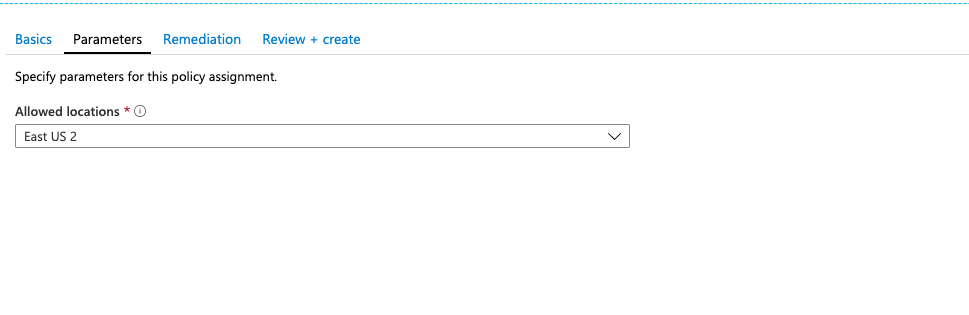 Basics Parameters Remediation Review + create
Specify parameters for this policy assignment.
Allowed locations *
East US 2